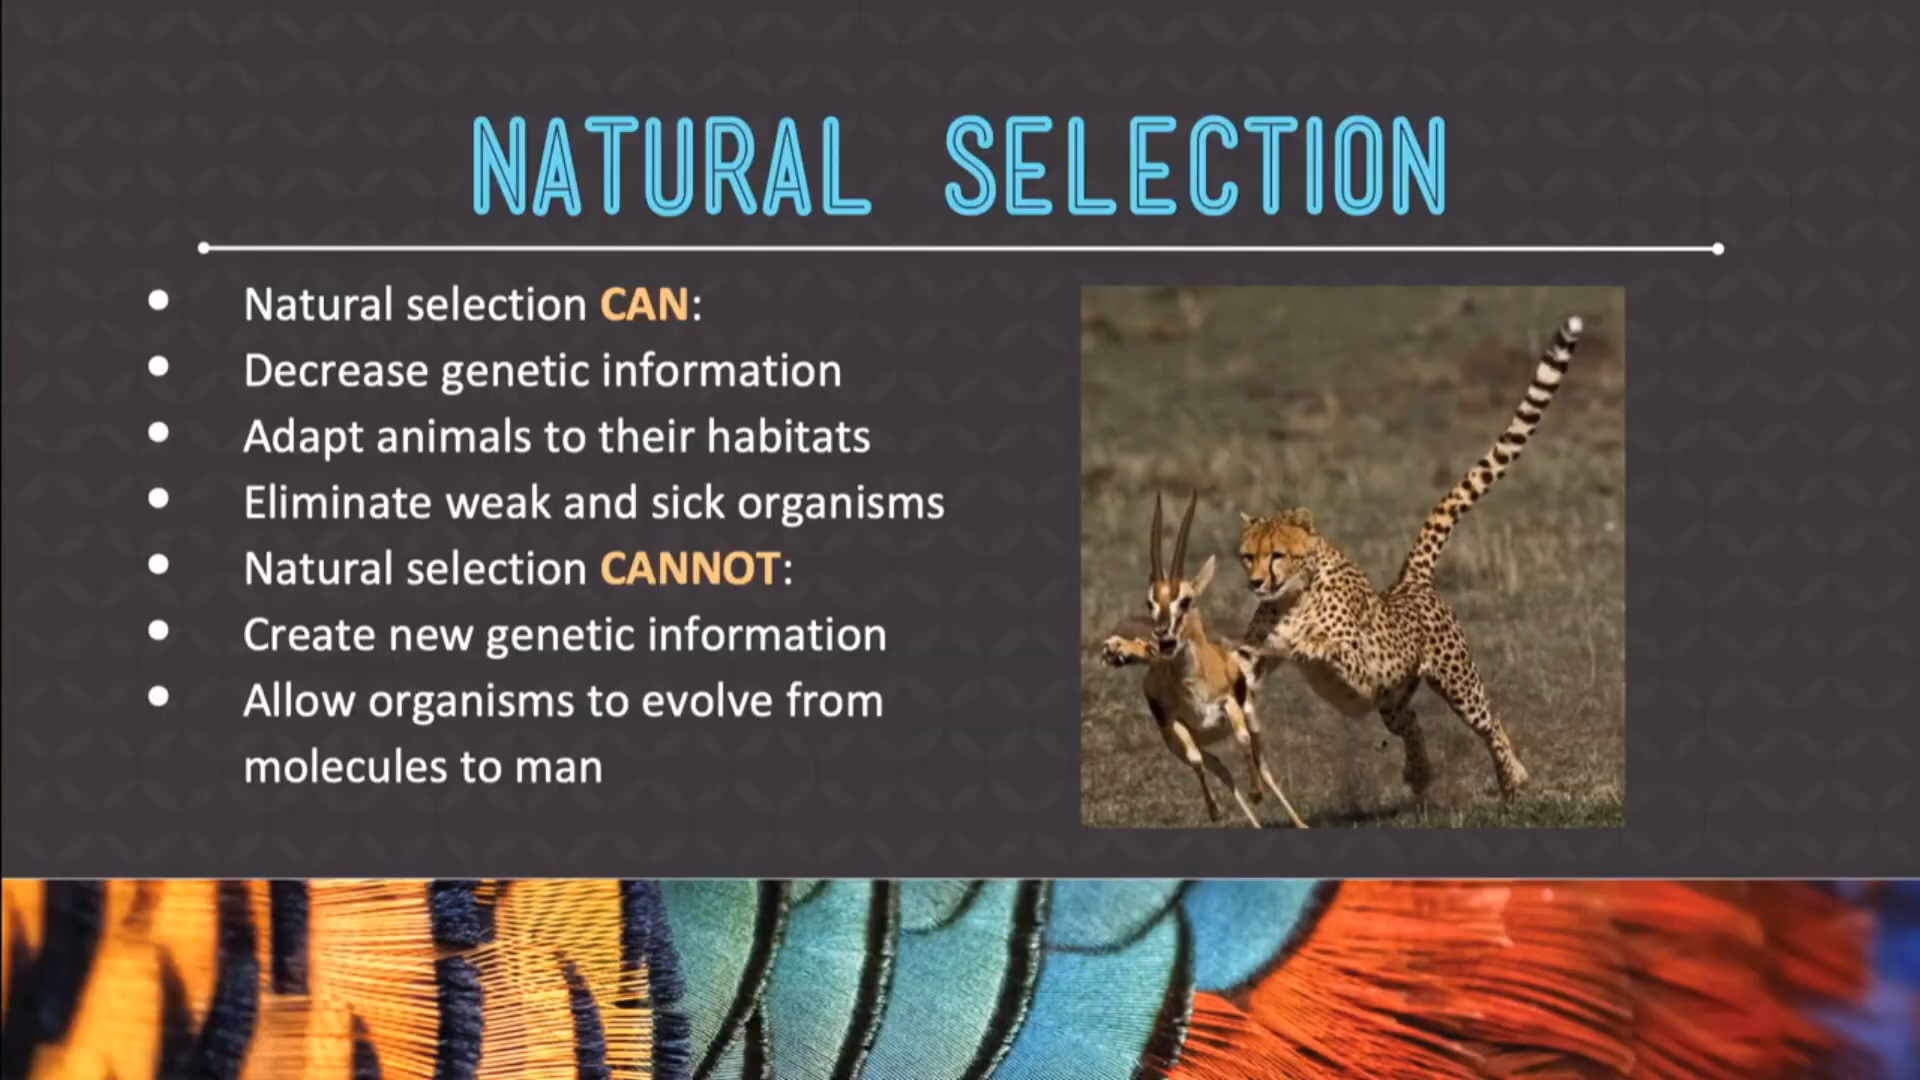 NATURAL SELECTION
• Natural selection CAN:
• Decrease genetic information
• Adapt animals to their habitats
• Eliminate weak and sick organisms
• Natural selection CANNOT:
• Create new genetic information
• Allow organisms to evolve from
molecules to man